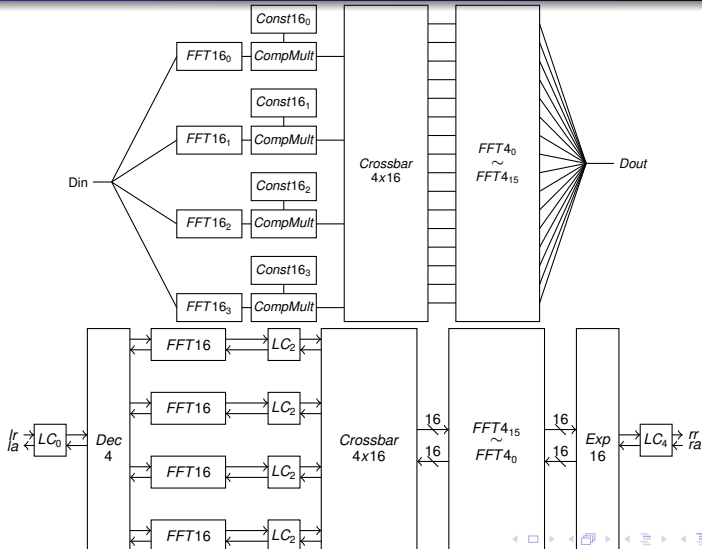 Const16₀
FFT16₀ CompMult
Const16₁
FFT16₁ CompMult
Din
Crossbar
4x16
FFT4₀
∼
FFT4₁₅
Dout
Const16₂
FFT16₂ CompMult
Const16₃
FFT16₃ CompMult
FFT16 LC₂
FFT16 LC₂
lr
la
LC₀
Dec
4
Crossbar
4x16
16
16
FFT4₁₅
∼
FFT4₀
16
16
Exp
16
LC₄
rr
ra
FFT16 LC₂
FFT16 LC₂